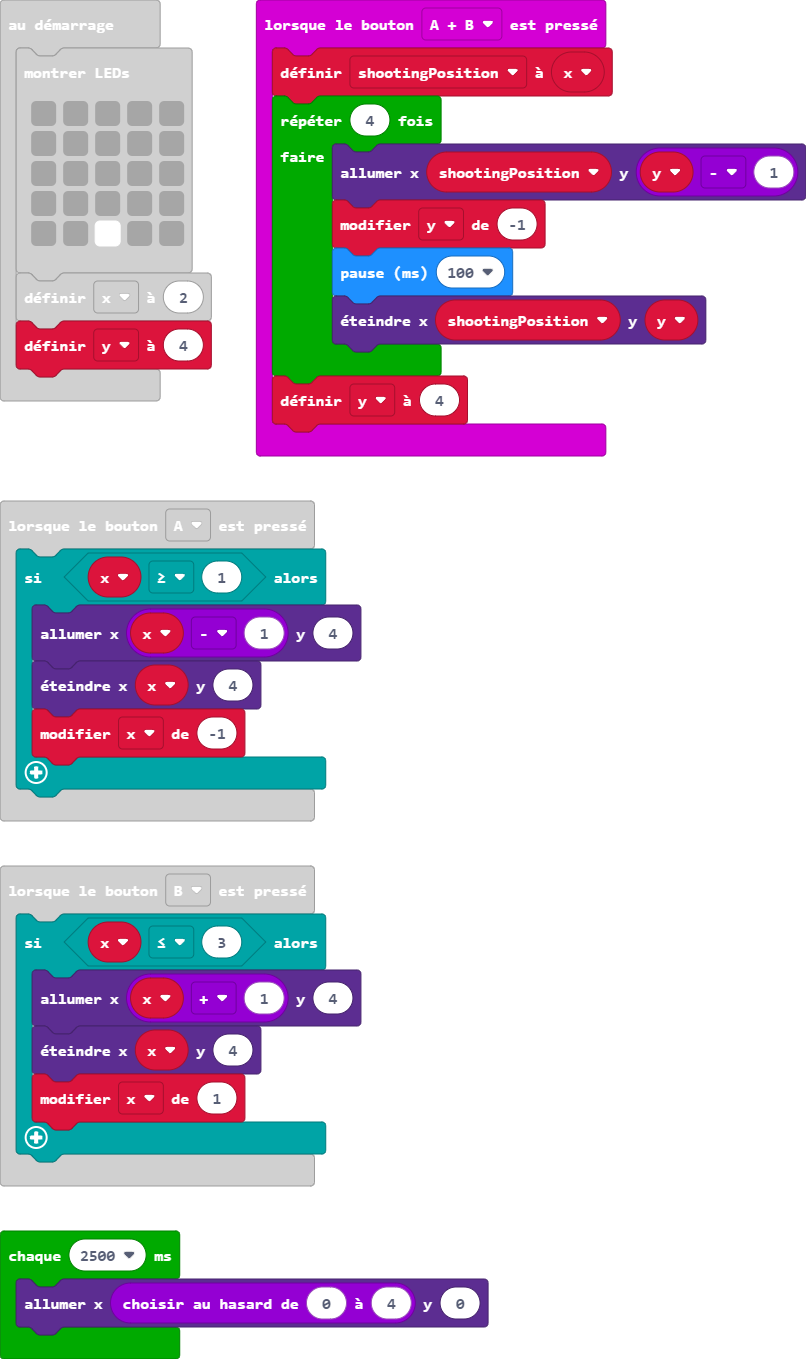 au démarrage
montrer LEDs
définir x à 2
définir y à 4
lorsque le bouton A + B est pressé
définir shootingPosition à x
répéter 4 fois
faire
allumer x shootingPosition y y - 1
modifier y de -1
pause (ms) 100
éteindre x shootingPosition y y
définir y à 4
lorsque le bouton A est pressé
si x ≥ 1 alors
allumer x x - 1 y 4
éteindre x x y 4
modifier x de -1
lorsque le bouton B est pressé
si x ≤ 3 alors
allumer x x + 1 y 4
éteindre x x y 4
modifier x de 1
chaque 2500 ms
allumer x choisir au hasard de 0 à 4 y 0